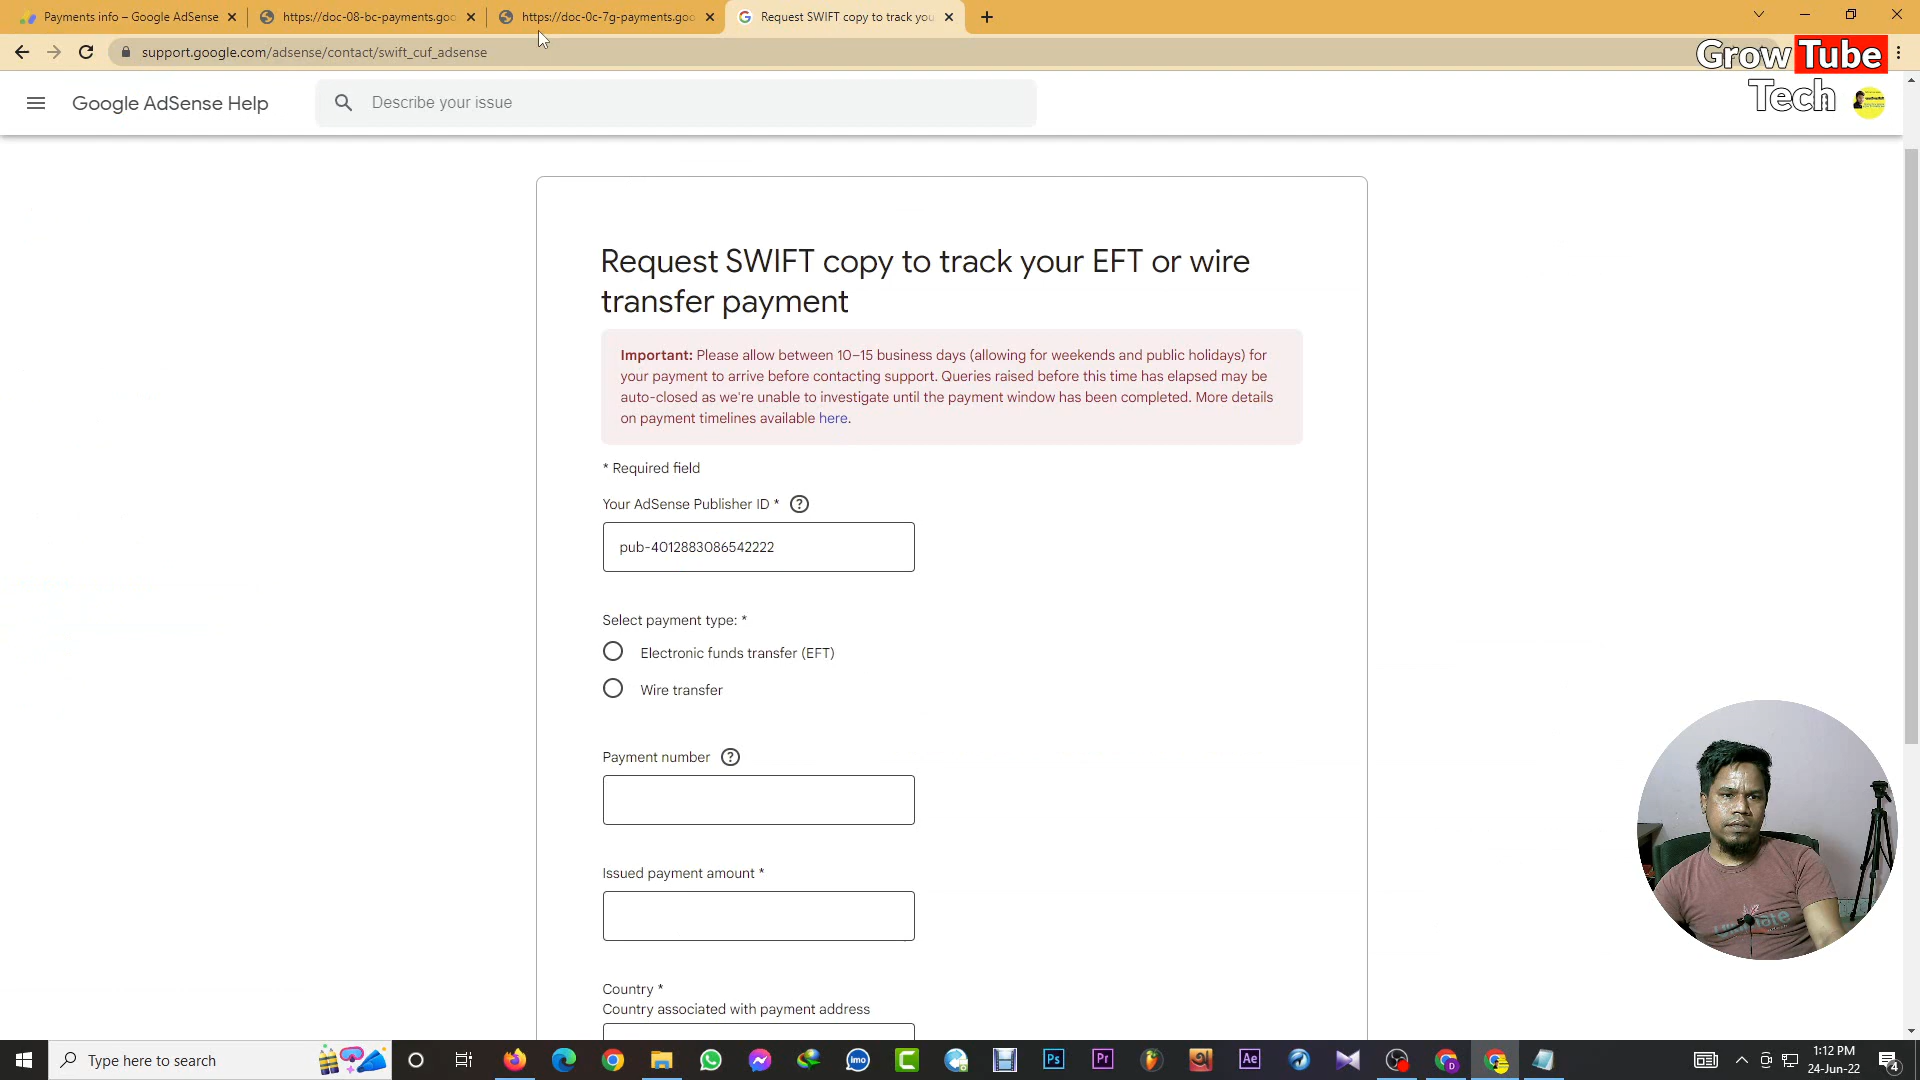 Payments info – Google AdSense
https://doc-08-bc-payments.goo
https://doc-0c-7g-payments.goo
Request SWIFT copy to track you
support.google.com/adsense/contact/swift_cuf_adsense
Grow Tube
Tech
Google AdSense Help
Describe your issue
Request SWIFT copy to track your EFT or wire
transfer payment
Important: Please allow between 10–15 business days (allowing for weekends and public holidays) for
your payment to arrive before contacting support. Queries raised before this time has elapsed may be
auto-closed as we're unable to investigate until the payment window has been completed. More details
on payment timelines available here.
* Required field
Your AdSense Publisher ID *
pub-4012883086542222
Select payment type: *
Electronic funds transfer (EFT)
Wire transfer
Payment number
Issued payment amount *
Country *
Country associated with payment address
Type here to search
imo
Ps
Pr
Ae
D
1:12 PM
24-Jun-22
4